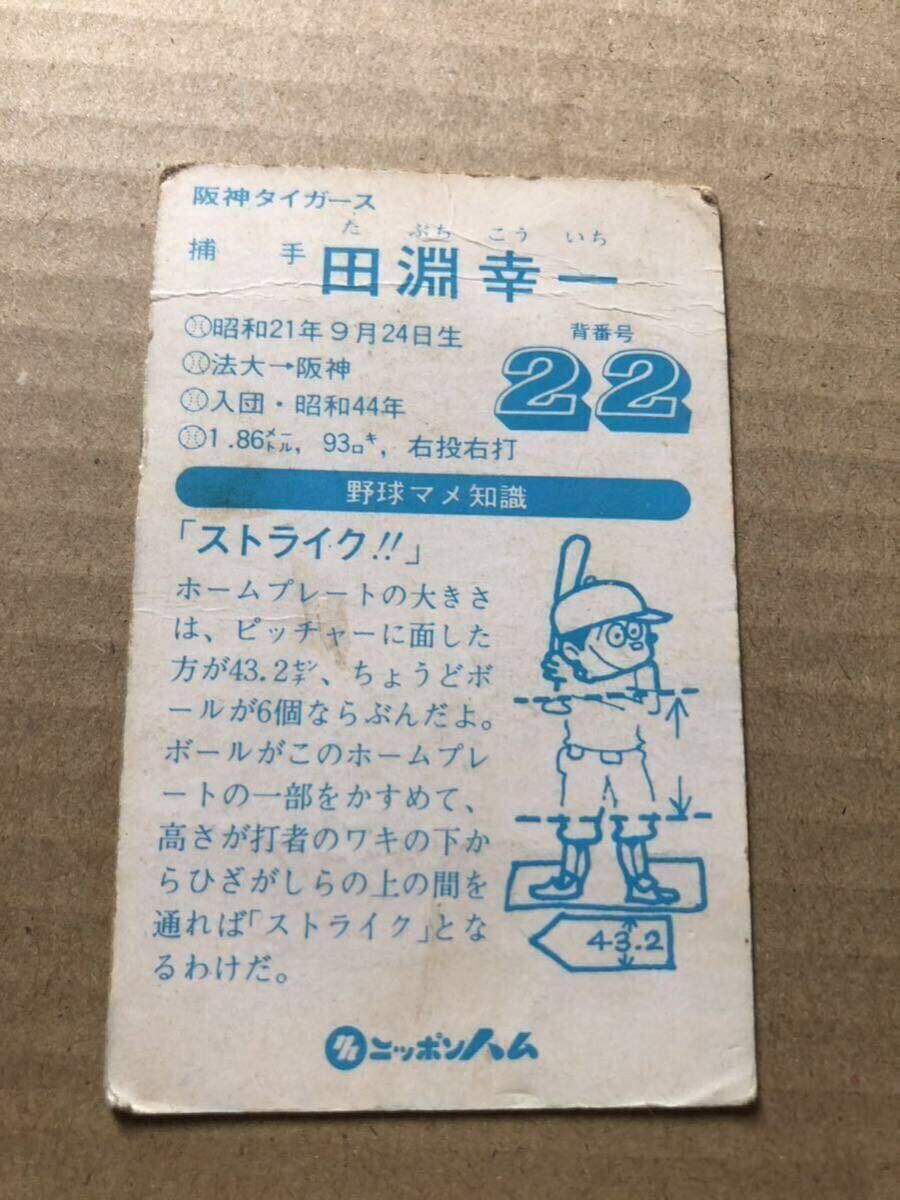 阪神タイガース
た ぶち こう いち
捕手 田淵幸一
昭和21年9月24日生
背番号
22
法大→阪神
入団・昭和44年
1.86メートル, 93キロ, 右投右打
野球マメ知識
「ストライク!!」
ホームプレートの大きさ
は、ピッチャーに面した
方が43.2センチ、ちょうどボ
ールが6個ならぶんだよ。
ボールがこのホームプレ
ートの一部をかすめて、
高さが打者のワキの下か
らひざがしらの上の間を
通れば「ストライク」とな
るわけだ。
43.2
ニッポンハム